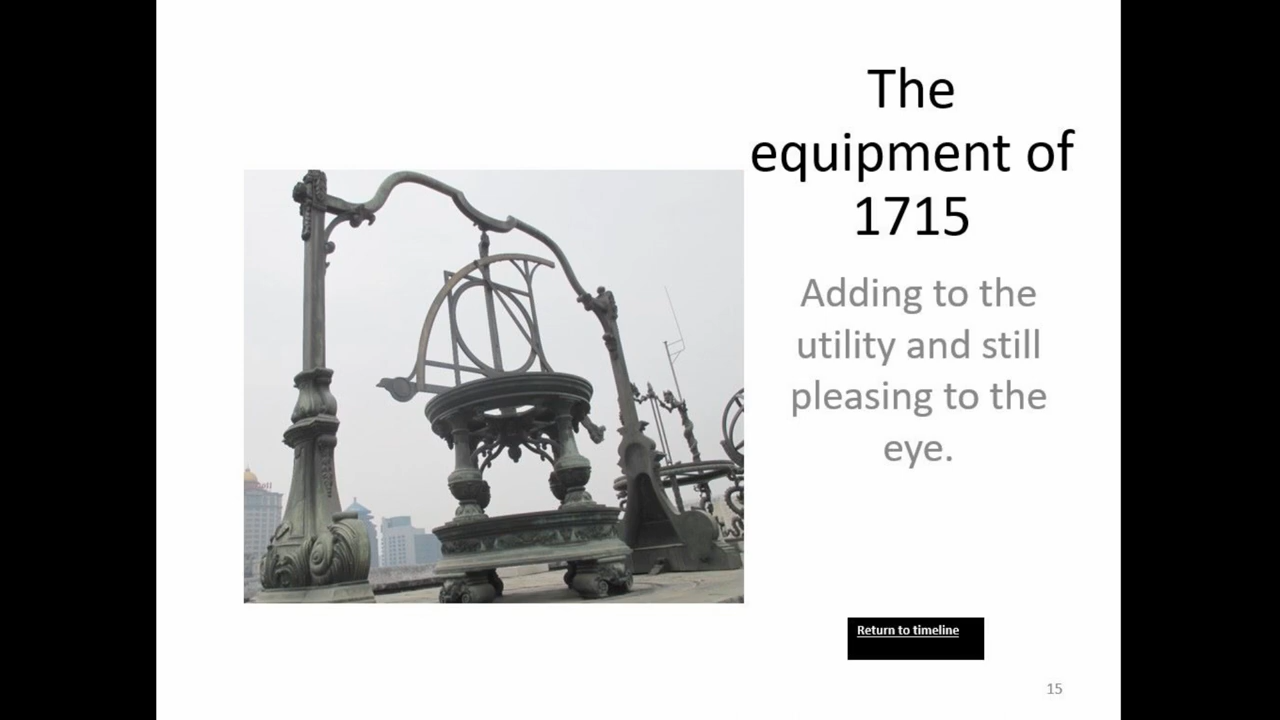 The
equipment of
1715
Adding to the
utility and still
pleasing to the
eye.
Return to timeline
15